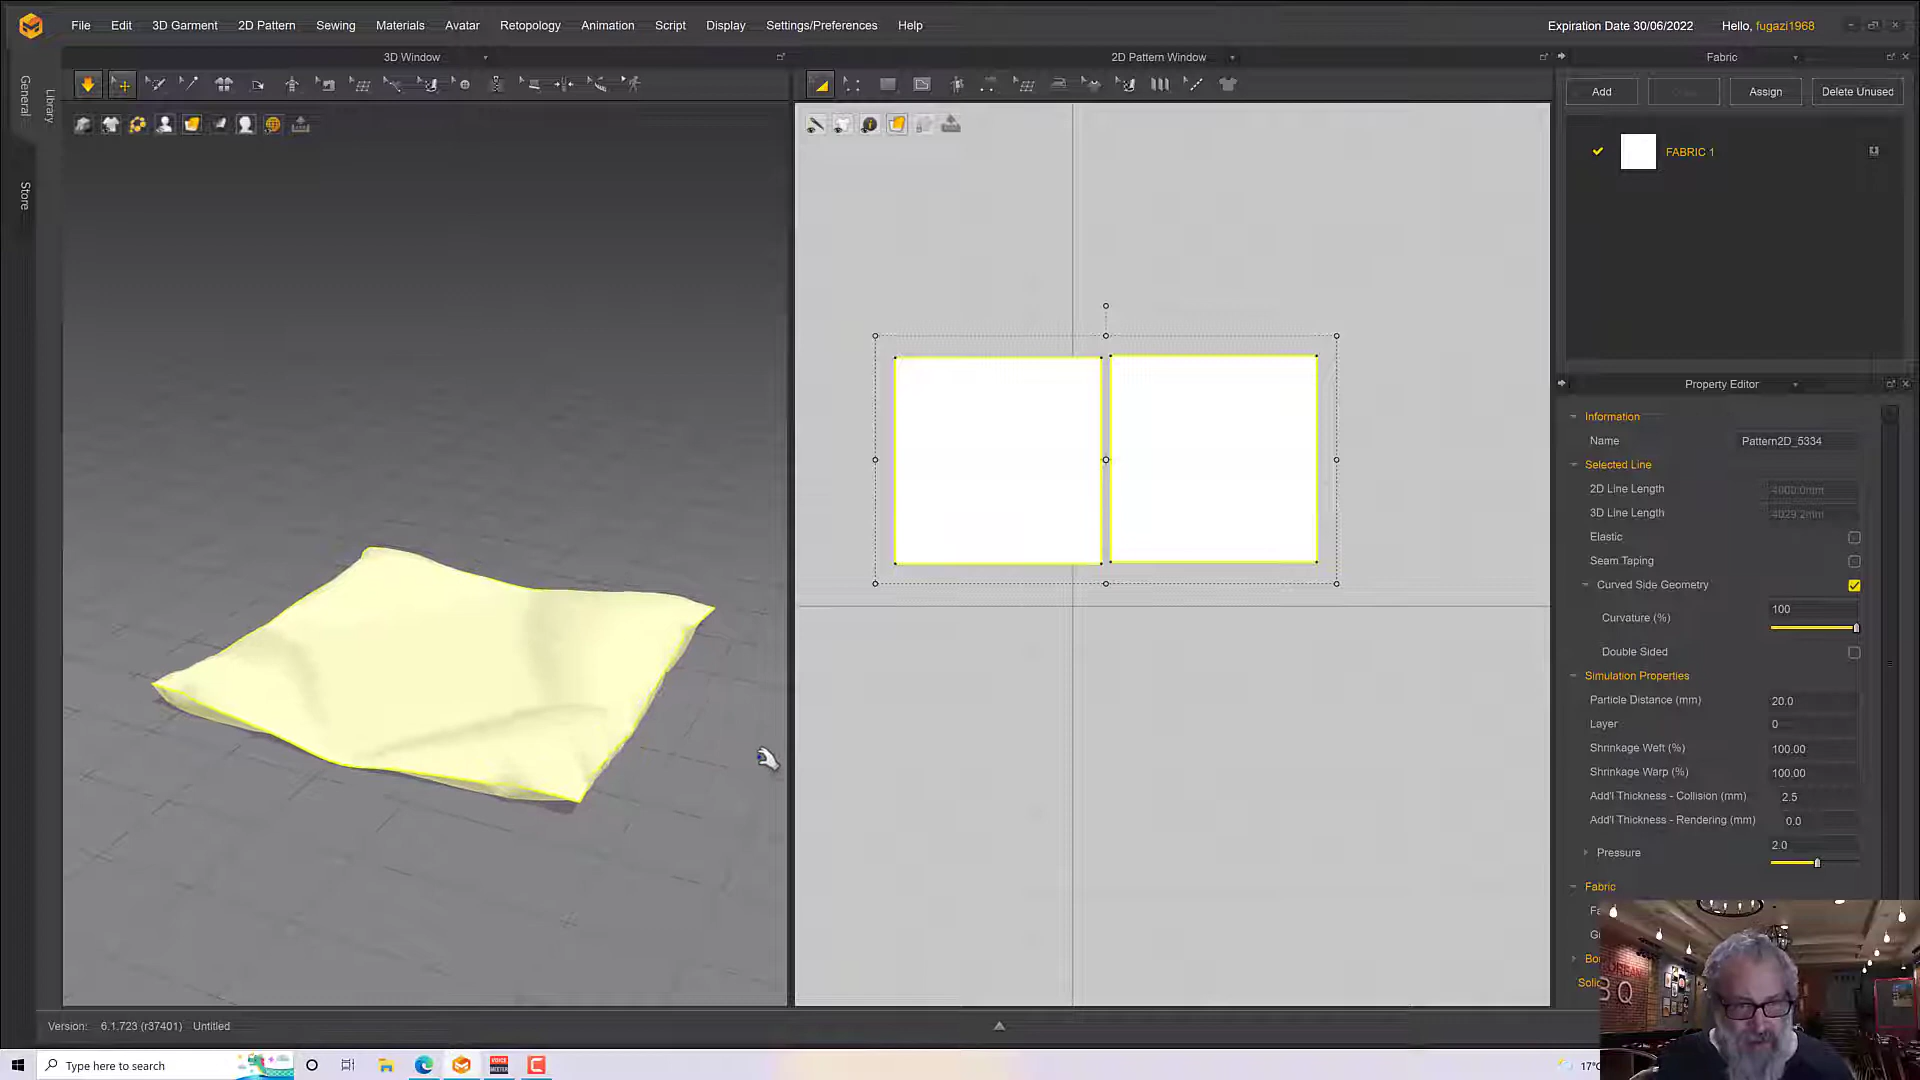 File Edit 3D Garment 2D Pattern Sewing Materials Avatar Retopology Animation Script Display Settings/Preferences Help
Expiration Date 30/06/2022 Hello, fugazi1968
3D Window
2D Pattern Window
Fabric
General
Library
Store
Add
Assign
Delete Unused
FABRIC 1
Property Editor
Information
Name Pattern2D_5334
Selected Line
2D Line Length 4000.0mm
3D Line Length 4029.2mm
Elastic
Seam Taping
Curved Side Geometry
Curvature (%) 100
Double Sided
Simulation Properties
Particle Distance (mm) 20.0
Layer 0
Shrinkage Weft (%) 100.00
Shrinkage Warp (%) 100.00
Add'l Thickness - Collision (mm) 2.5
Add'l Thickness - Rendering (mm) 0.0
Pressure 2.0
Fabric
Version: 6.1.723 (r37401) Untitled
Type here to search
17°